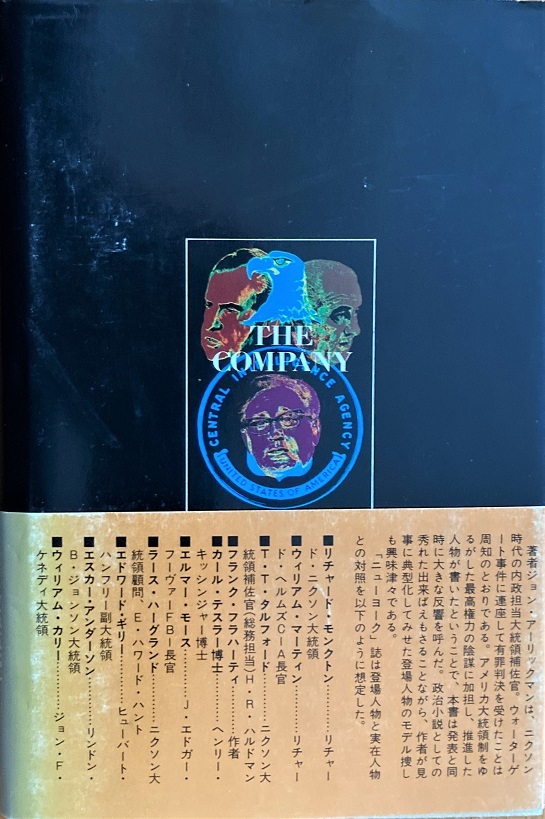 THE
COMPANY
CENTRAL INTELLIGENCE AGENCY
UNITED STATES OF AMERICA
著者ジョン・アーリックマンは、ニクソン
時代の内政担当大統領補佐官。ウォーターゲ
ート事件に連座して有罪判決を受けたことは
周知のとおりである。アメリカ大統領制をゆ
るがした最高権力の陰謀に加担し、推進した
人物が書いたということで、本書は発表と同
時に大きな反響を呼んだ。政治小説としての
秀れた出来ばえもさることながら、作者が見
事に典型化してみせた登場人物のモデル捜し
も興味津々である。
「ニューヨーク」誌は登場人物と実在人物
との対照を以下のように想定した。
■リチャード・モンクトン………リチャー
ド・ニクソン大統領
■ウィリアム・マーティン………リチャー
ド・ヘルムズCIA長官
■T・T・タルフォード………ニクソン大
統領補佐官(総務担当)H・R・ハルドマン
■フランク・フラハーティ………作者
■カール・テスラー博士………ヘンリー・
キッシンジャー博士
■エルマー・モース………J・エドガー・
フーヴァーFBI長官
■ラース・ハーグランド………ニクソン大
統領顧問、E・ハワード・ハント
■エドワード・ギリー………ヒューバート・
ハンフリー副大統領
■エスカー・アンダーソン………リンドン・
B・ジョンソン大統領
■ウィリアム・カリー………ジョン・F・
ケネディ大統領